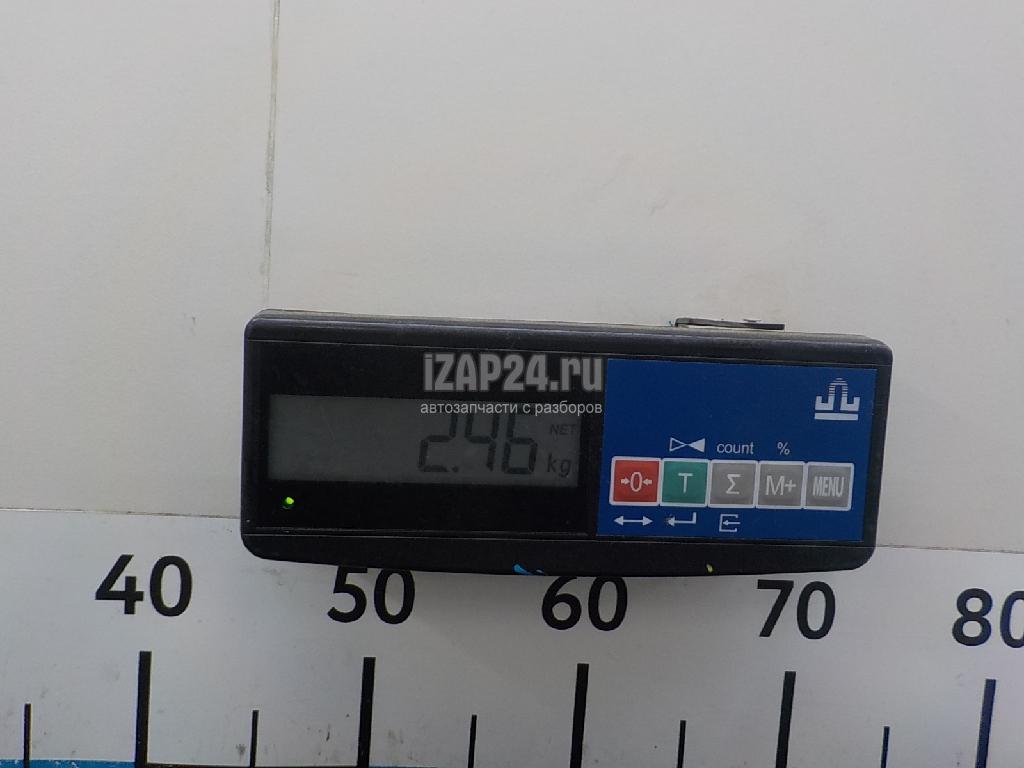 iZAP24.ru
автозапчасти с разборов
2.46 kg
NET
count %
→0← T Σ M+ MENU
40 50 60 70 80